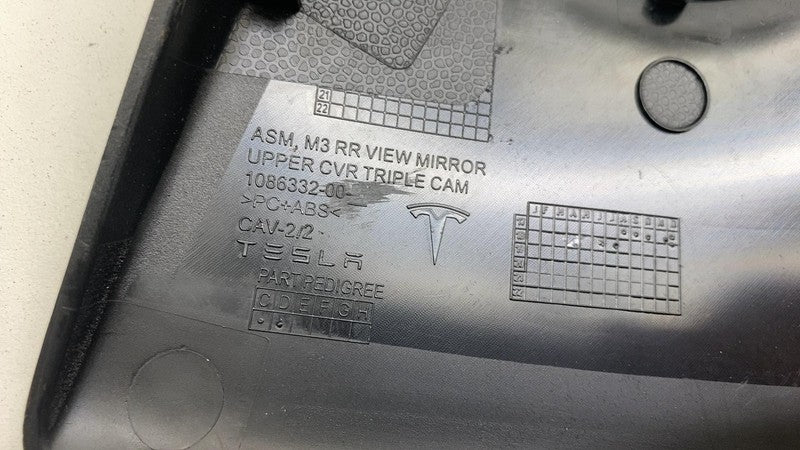 21
22
ASM, M3 RR VIEW MIRROR
UPPER CVR TRIPLE CAM
1086332-00
>PC+ABS<
CAV-2/2
TESLA
PART PEDIGREE
C D E F G H
J F M A M J J A S O N D